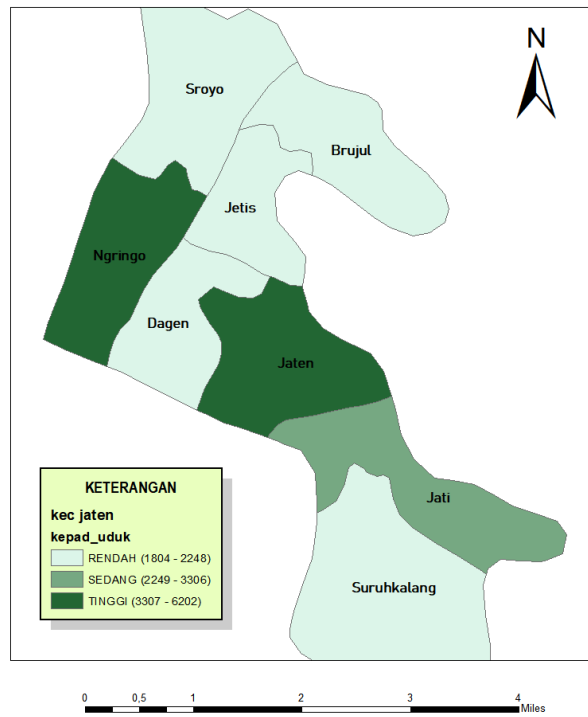 N
Sroyo
Brujul
Jetis
Ngringo
Dagen
Jaten
Jati
Suruhkalang
KETERANGAN
kec jaten
kepad_uduk
RENDAH (1804 - 2248)
SEDANG (2249 - 3306)
TINGGI (3307 - 6202)
0 0,5 1 2 3 4
Miles